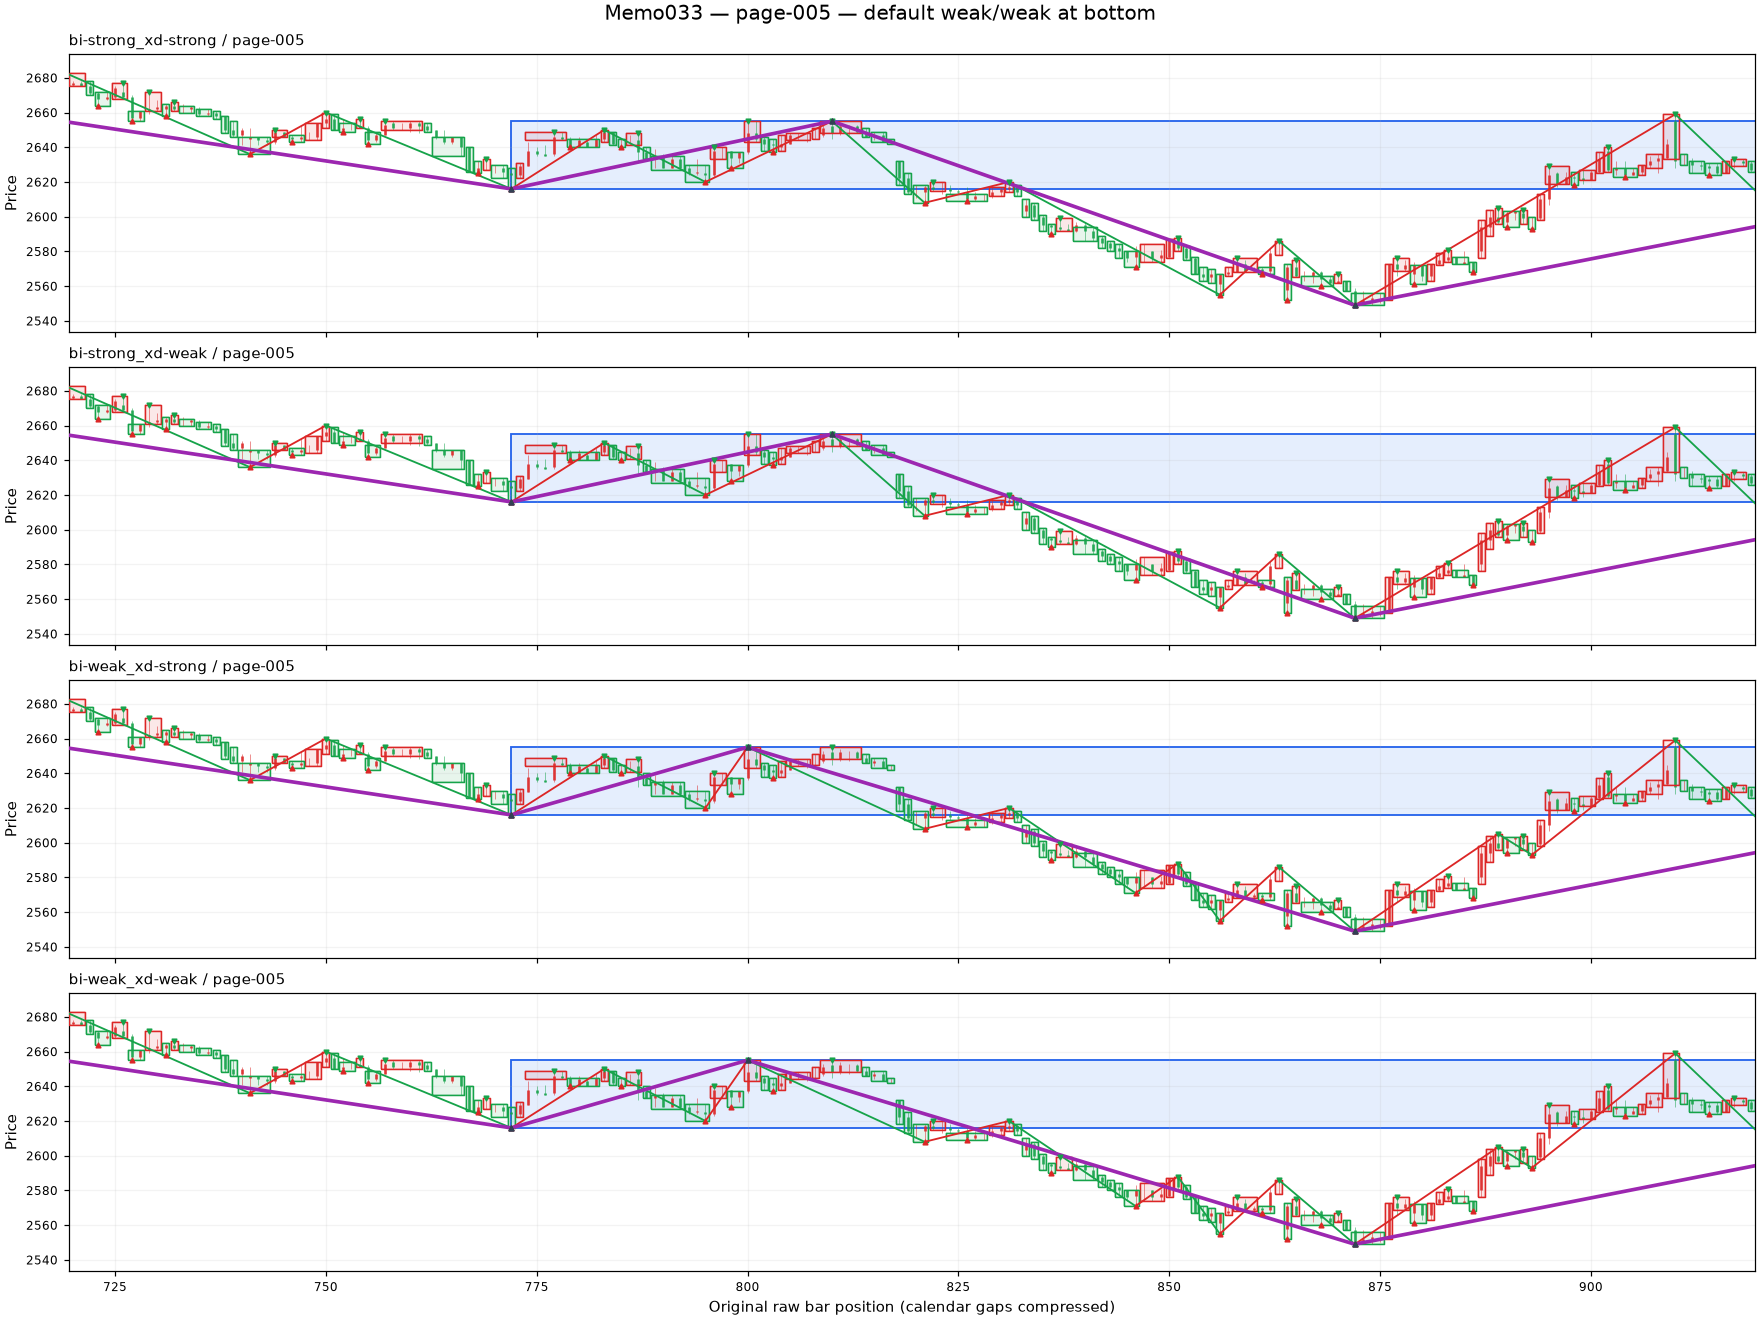 Memo033 — page-005 — default weak/weak at bottom
bi-strong_xd-strong / page-005
2680
2660
2640
2620
2600
2580
2560
2540
Price
bi-strong_xd-weak / page-005
2680
2660
2640
2620
2600
2580
2560
2540
Price
bi-weak_xd-strong / page-005
2680
2660
2640
2620
2600
2580
2560
2540
Price
bi-weak_xd-weak / page-005
2680
2660
2640
2620
2600
2580
2560
2540
Price
725 750 775 800 825 850 875 900
Original raw bar position (calendar gaps compressed)